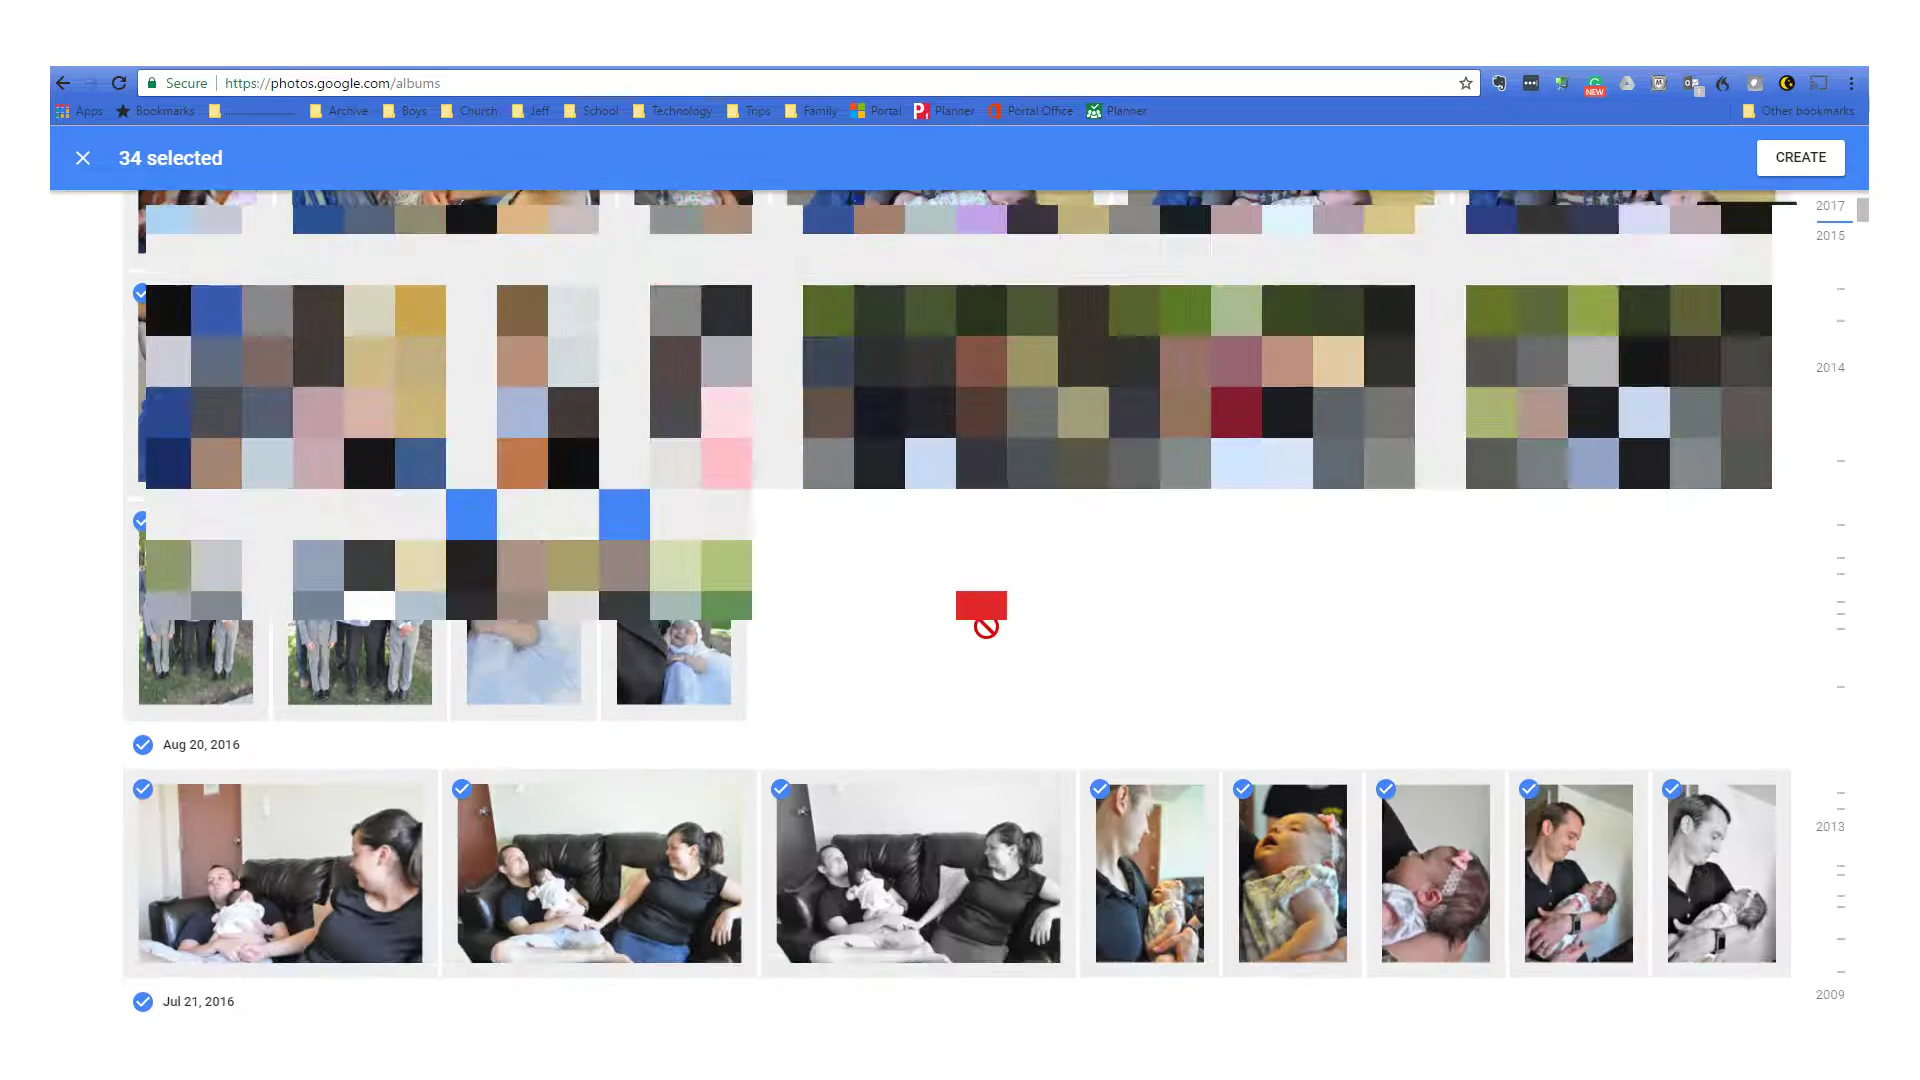 Secure https://photos.google.com/albums
NEW
Apps Bookmarks ........................ Archive Boys Church Jeff School Technology Trips Family Portal Planner Portal Office Planner Other bookmarks
34 selected CREATE
2017
2015
2014
Aug 20, 2016
2013
Jul 21, 2016
2009